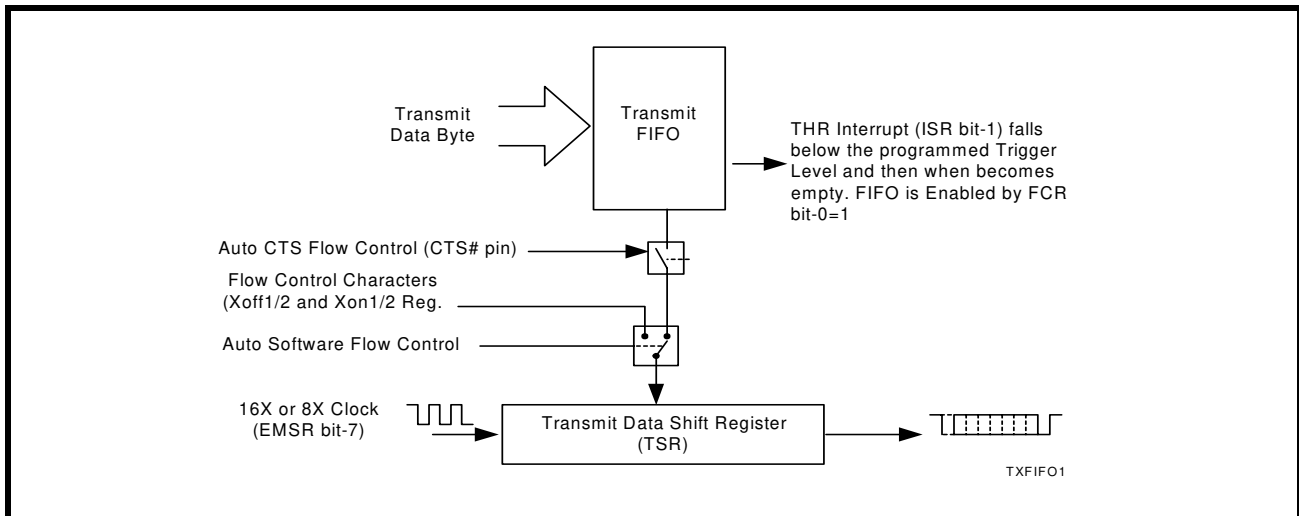 Transmit
Data Byte
Transmit
FIFO
THR Interrupt (ISR bit-1) falls
below the programmed Trigger
Level and then when becomes
empty. FIFO is Enabled by FCR
bit-0=1
Auto CTS Flow Control (CTS# pin)
Flow Control Characters
(Xoff1/2 and Xon1/2 Reg.
Auto Software Flow Control
16X or 8X Clock
(EMSR bit-7)
Transmit Data Shift Register
(TSR)
TXFIFO1